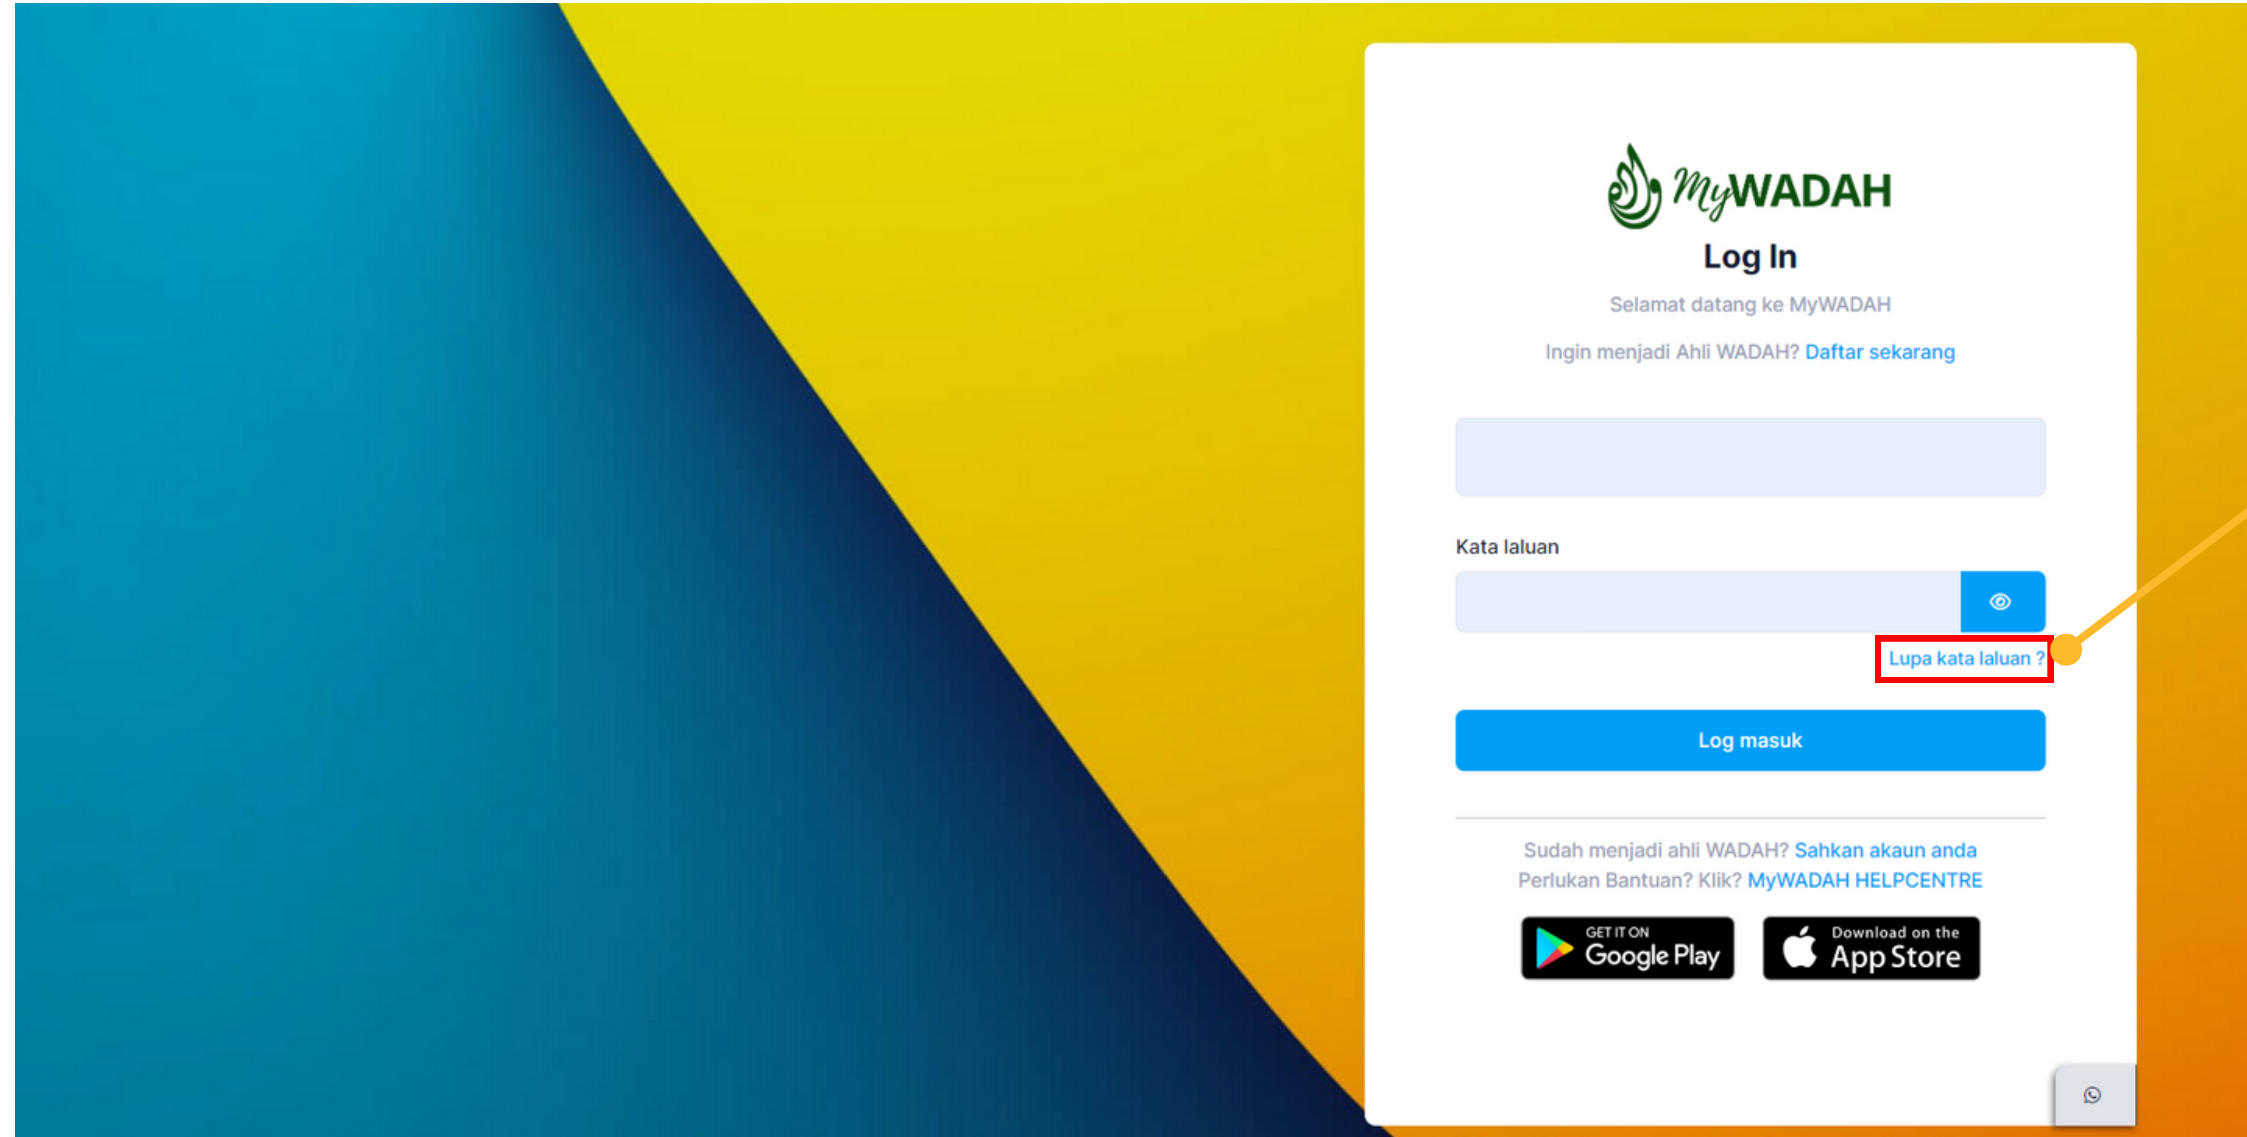 MyWADAH
Log In
Selamat datang ke MyWADAH
Ingin menjadi Ahli WADAH? Daftar sekarang
Kata laluan
Lupa kata laluan ?
Log masuk
Sudah menjadi ahli WADAH? Sahkan akaun anda
Perlukan Bantuan? Klik? MyWADAH HELPCENTRE
GET IT ON
Google Play
Download on the
App Store